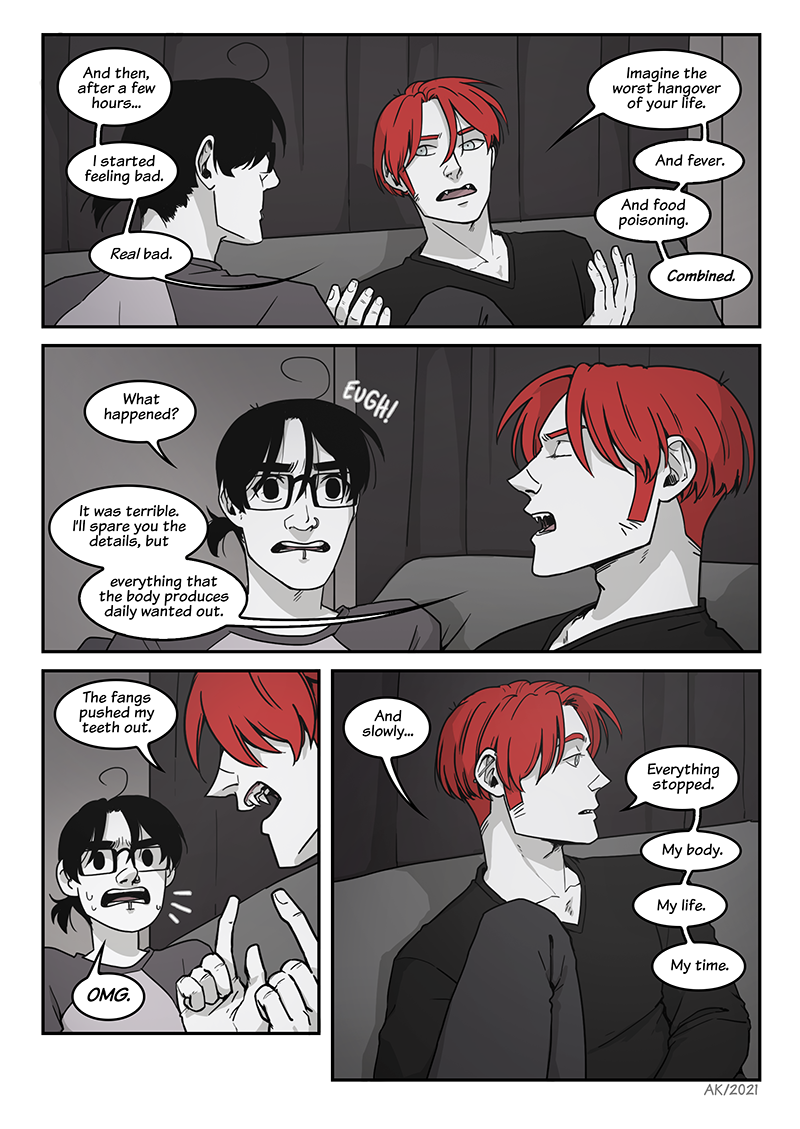 And then,
after a few
hours...
I started
feeling bad.
Real bad.
Imagine the
worst hangover
of your life.
And fever.
And food
poisoning.
Combined.
What
happened?
EUGH!
It was terrible.
I'll spare you the
details, but
everything that
the body produces
daily wanted out.
The fangs
pushed my
teeth out.
OMG.
And
slowly...
Everything
stopped.
My body.
My life.
My time.
AK/2021